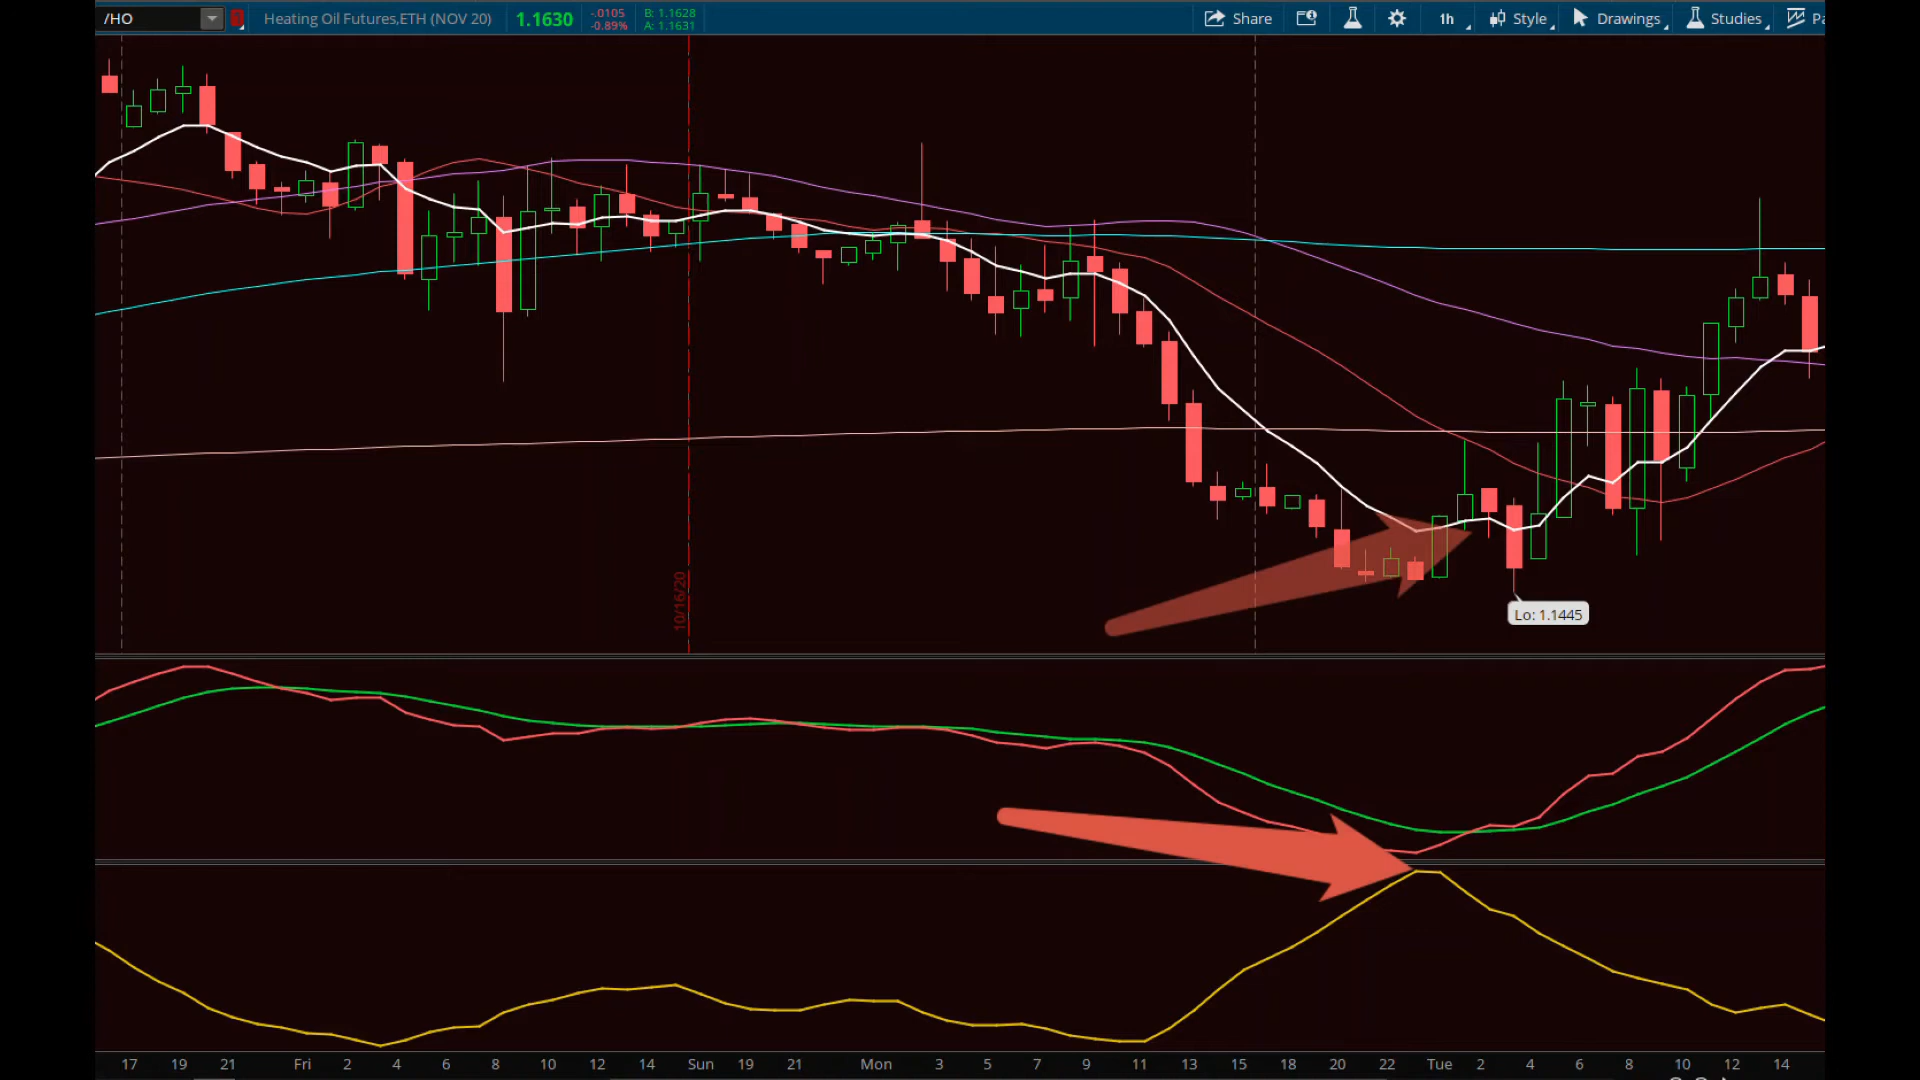 /HO Heating Oil Futures,ETH (NOV 20) 1.1630 -.0105 B: 1.1628 Share 1h Style Drawings Studies
-0.89% A: 1.1631
10/16/20
Lo: 1.1445
17 19 21 Fri 2 4 6 8 10 12 14 Sun 19 21 Mon 3 5 7 9 11 13 15 18 20 22 Tue 2 4 6 8 10 12 14